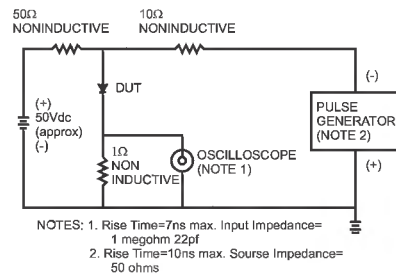 50Ω
NONINDUCTIVE
10Ω
NONINDUCTIVE
(+)
50Vdc
(approx)
(-)
DUT
1Ω
NON
INDUCTIVE
OSCILLOSCOPE
(NOTE 1)
(-)
PULSE
GENERATOR
(NOTE 2)
(+)
NOTES: 1. Rise Time=7ns max. Input Impedance=
1 megohm 22pf
2. Rise Time=10ns max. Sourse Impedance=
50 ohms